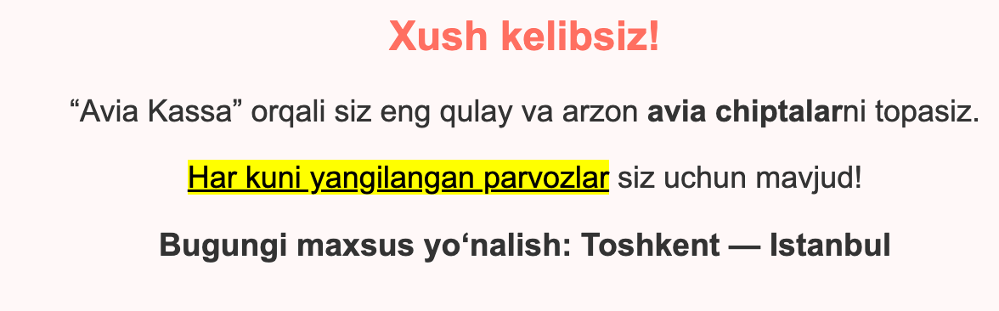 Xush kelibsiz!
“Avia Kassa” orqali siz eng qulay va arzon avia chiptalarni topasiz.
Har kuni yangilangan parvozlar siz uchun mavjud!
Bugungi maxsus yo‘nalish: Toshkent — Istanbul